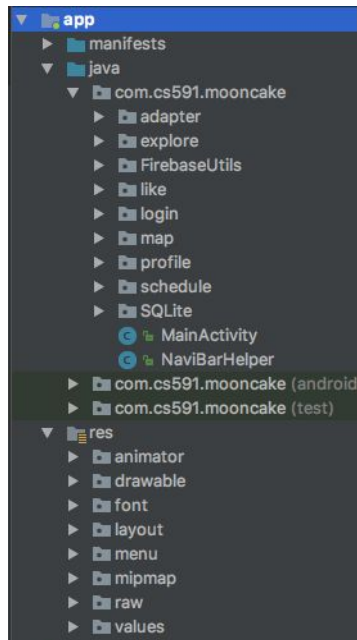 app
manifests
java
com.cs591.mooncake
adapter
explore
FirebaseUtils
like
login
map
profile
schedule
SQLite
MainActivity
NaviBarHelper
com.cs591.mooncake (android
com.cs591.mooncake (test)
res
animator
drawable
font
layout
menu
mipmap
raw
values